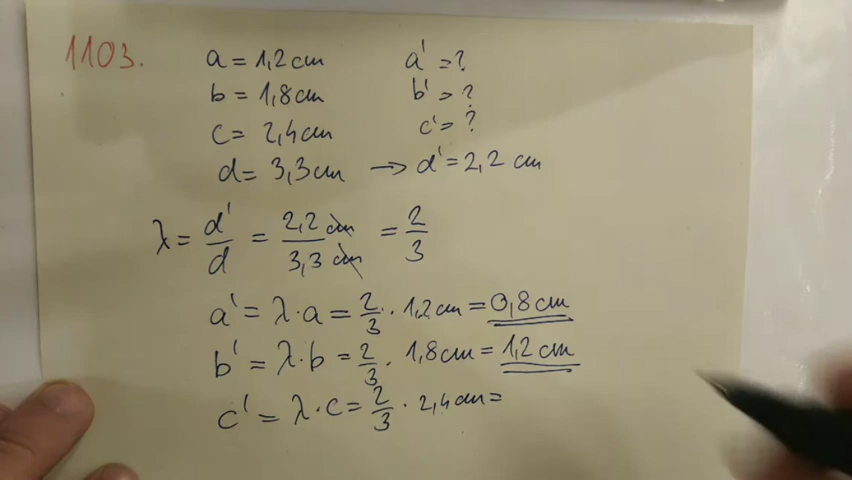 1103.
a = 1,2 cm a' = ?
b = 1,8 cm b' = ?
c = 2,4 cm c' = ?
d = 3,3 cm → d' = 2,2 cm
λ = d'/d = 2,2 cm/3,3 cm = 2/3
a' = λ · a = 2/3 · 1,2 cm = 0,8 cm
b' = λ · b = 2/3 · 1,8 cm = 1,2 cm
c' = λ · c = 2/3 · 2,4 cm =